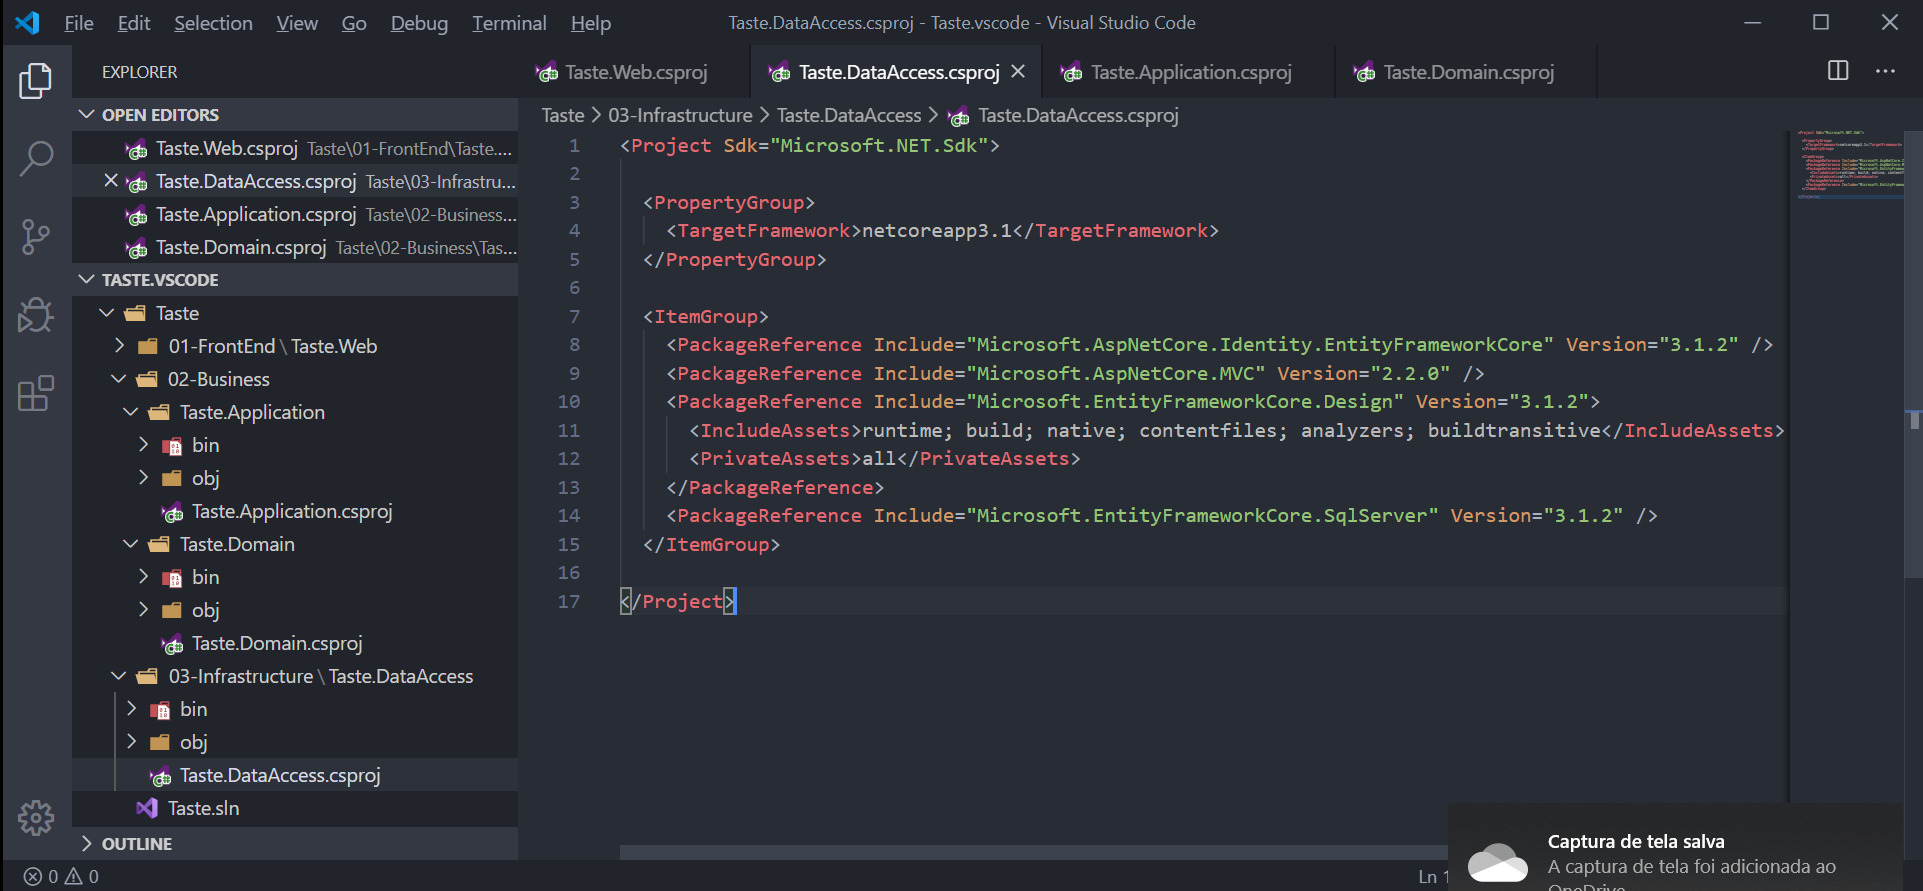 File Edit Selection View Go Debug Terminal Help
Taste.DataAccess.csproj - Taste.vscode - Visual Studio Code
EXPLORER
OPEN EDITORS
Taste.Web.csproj Taste\01-FrontEnd\Taste....
Taste.DataAccess.csproj Taste\03-Infrastru...
Taste.Application.csproj Taste\02-Business...
Taste.Domain.csproj Taste\02-Business\Tas...
TASTE.VSCODE
Taste
01-FrontEnd \ Taste.Web
02-Business
Taste.Application
bin
obj
Taste.Application.csproj
Taste.Domain
bin
obj
Taste.Domain.csproj
03-Infrastructure \ Taste.DataAccess
bin
obj
Taste.DataAccess.csproj
Taste.sln
OUTLINE
Taste.Web.csproj Taste.DataAccess.csproj Taste.Application.csproj Taste.Domain.csproj
Taste > 03-Infrastructure > Taste.DataAccess > Taste.DataAccess.csproj
1 <Project Sdk="Microsoft.NET.Sdk">
2
3 <PropertyGroup>
4 <TargetFramework>netcoreapp3.1</TargetFramework>
5 </PropertyGroup>
6
7 <ItemGroup>
8 <PackageReference Include="Microsoft.AspNetCore.Identity.EntityFrameworkCore" Version="3.1.2" />
9 <PackageReference Include="Microsoft.AspNetCore.MVC" Version="2.2.0" />
10 <PackageReference Include="Microsoft.EntityFrameworkCore.Design" Version="3.1.2">
11 <IncludeAssets>runtime; build; native; contentfiles; analyzers; buildtransitive</IncludeAssets>
12 <PrivateAssets>all</PrivateAssets>
13 </PackageReference>
14 <PackageReference Include="Microsoft.EntityFrameworkCore.SqlServer" Version="3.1.2" />
15 </ItemGroup>
16
17 </Project>
0 0
Ln 1
Captura de tela salva
A captura de tela foi adicionada ao
OneDrive